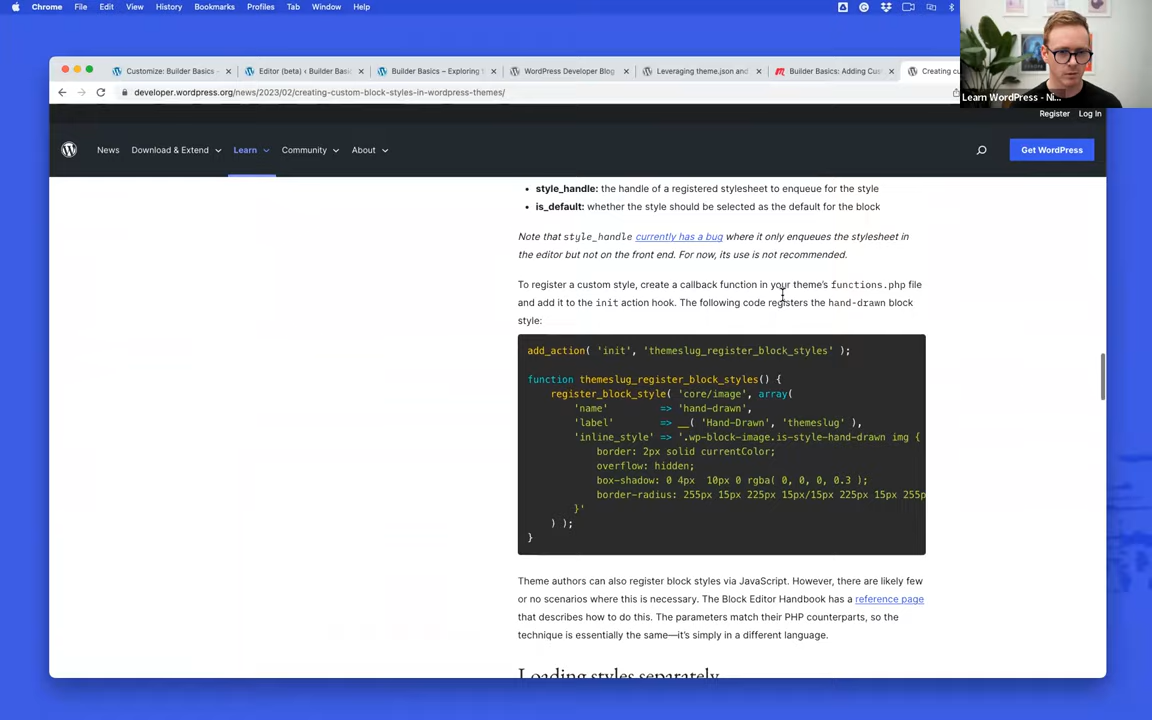 Chrome File Edit View History Bookmarks Profiles Tab Window Help
Customize: Builder Basics - Editor (beta) ‹ Builder Basics Builder Basics – Exploring WordPress Developer Blog Leveraging theme.json and Builder Basics: Adding Cus Creating cu
developer.wordpress.org/news/2023/02/creating-custom-block-styles-in-wordpress-themes/
Learn WordPress - Ni...
Register Log In
News Download & Extend Learn Community About Get WordPress
• style_handle: the handle of a registered stylesheet to enqueue for the style
• is_default: whether the style should be selected as the default for the block
Note that style_handle currently has a bug where it only enqueues the stylesheet in
the editor but not on the front end. For now, its use is not recommended.
To register a custom style, create a callback function in your theme's functions.php file
and add it to the init action hook. The following code registers the hand-drawn block
style:
add_action( 'init', 'themeslug_register_block_styles' );
function themeslug_register_block_styles() {
register_block_style( 'core/image', array(
'name' => 'hand-drawn',
'label' => __( 'Hand-Drawn', 'themeslug' ),
'inline_style' => '.wp-block-image.is-style-hand-drawn img {
border: 2px solid currentColor;
overflow: hidden;
box-shadow: 0 4px 10px 0 rgba( 0, 0, 0, 0.3 );
border-radius: 255px 15px 225px 15px/15px 225px 15px 255p
}'
) );
}
Theme authors can also register block styles via JavaScript. However, there are likely few
or no scenarios where this is necessary. The Block Editor Handbook has a reference page
that describes how to do this. The parameters match their PHP counterparts, so the
technique is essentially the same—it's simply in a different language.
Loading styles separately